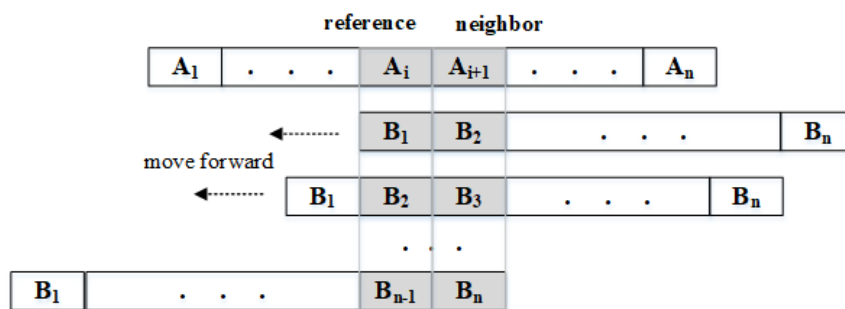 reference neighbor
A₁ . . . Aᵢ Aᵢ₊₁ . . . Aₙ
B₁ B₂ . . . Bₙ
move forward
B₁ B₂ B₃ . . . Bₙ
. . .
B₁ . . . Bₙ₋₁ Bₙ